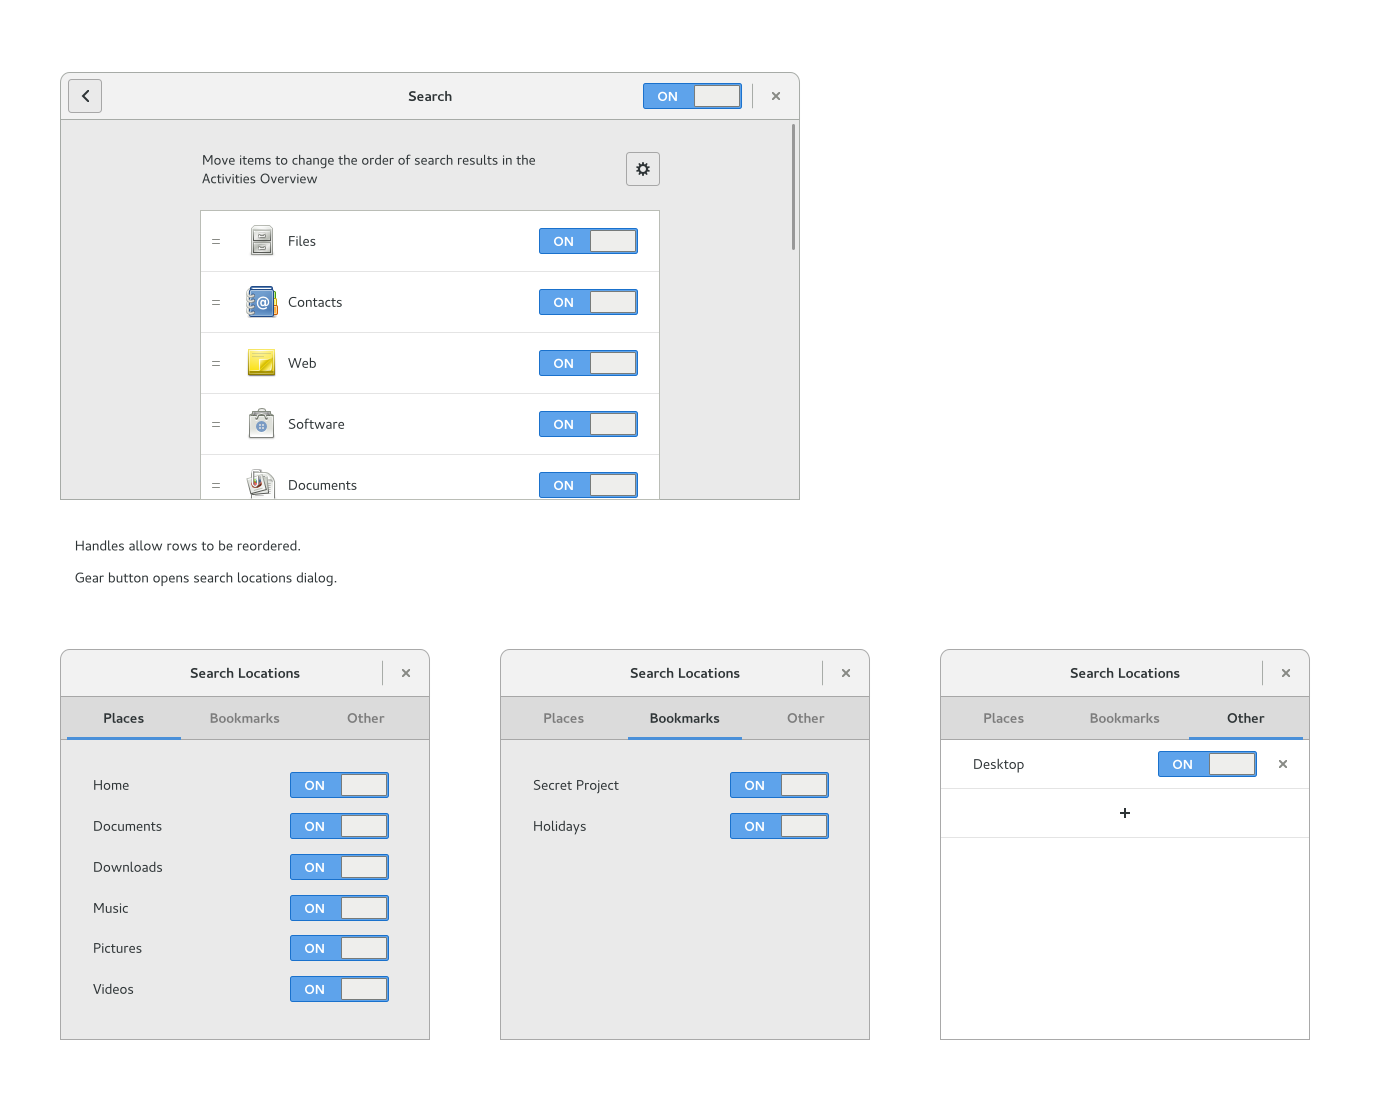 Search
ON
Move items to change the order of search results in the
Activities Overview
= Files ON
= Contacts ON
= Web ON
= Software ON
= Documents ON
Handles allow rows to be reordered.
Gear button opens search locations dialog.
Search Locations
Places Bookmarks Other
Home ON
Documents ON
Downloads ON
Music ON
Pictures ON
Videos ON
Search Locations
Places Bookmarks Other
Secret Project ON
Holidays ON
Search Locations
Places Bookmarks Other
Desktop ON ×
+